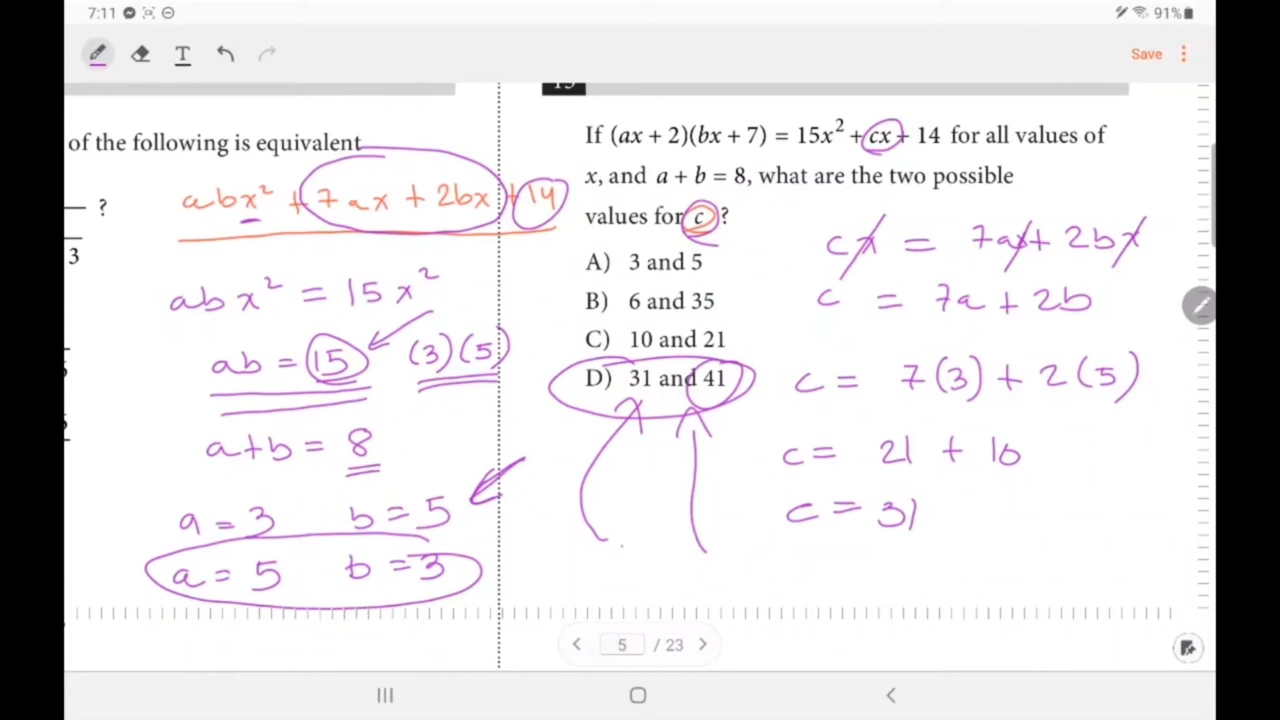 7:11
91%
T
Save
of the following is equivalent
?
3
abx² + 7ax + 2bx + 14
abx² = 15x²
ab = 15 (3)(5)
a+b = 8
a = 3 b = 5
a = 5 b = 3
If (ax + 2)(bx + 7) = 15x² + cx + 14 for all values of
x, and a + b = 8, what are the two possible
values for c ?
A) 3 and 5
B) 6 and 35
C) 10 and 21
D) 31 and 41
cx = 7ax + 2bx
c = 7a + 2b
c = 7(3) + 2(5)
c = 21 + 10
c = 31
5 / 23